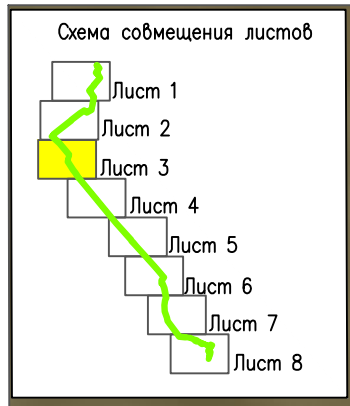 Схема совмещения листов
Лист 1
Лист 2
Лист 3
Лист 4
Лист 5
Лист 6
Лист 7
Лист 8